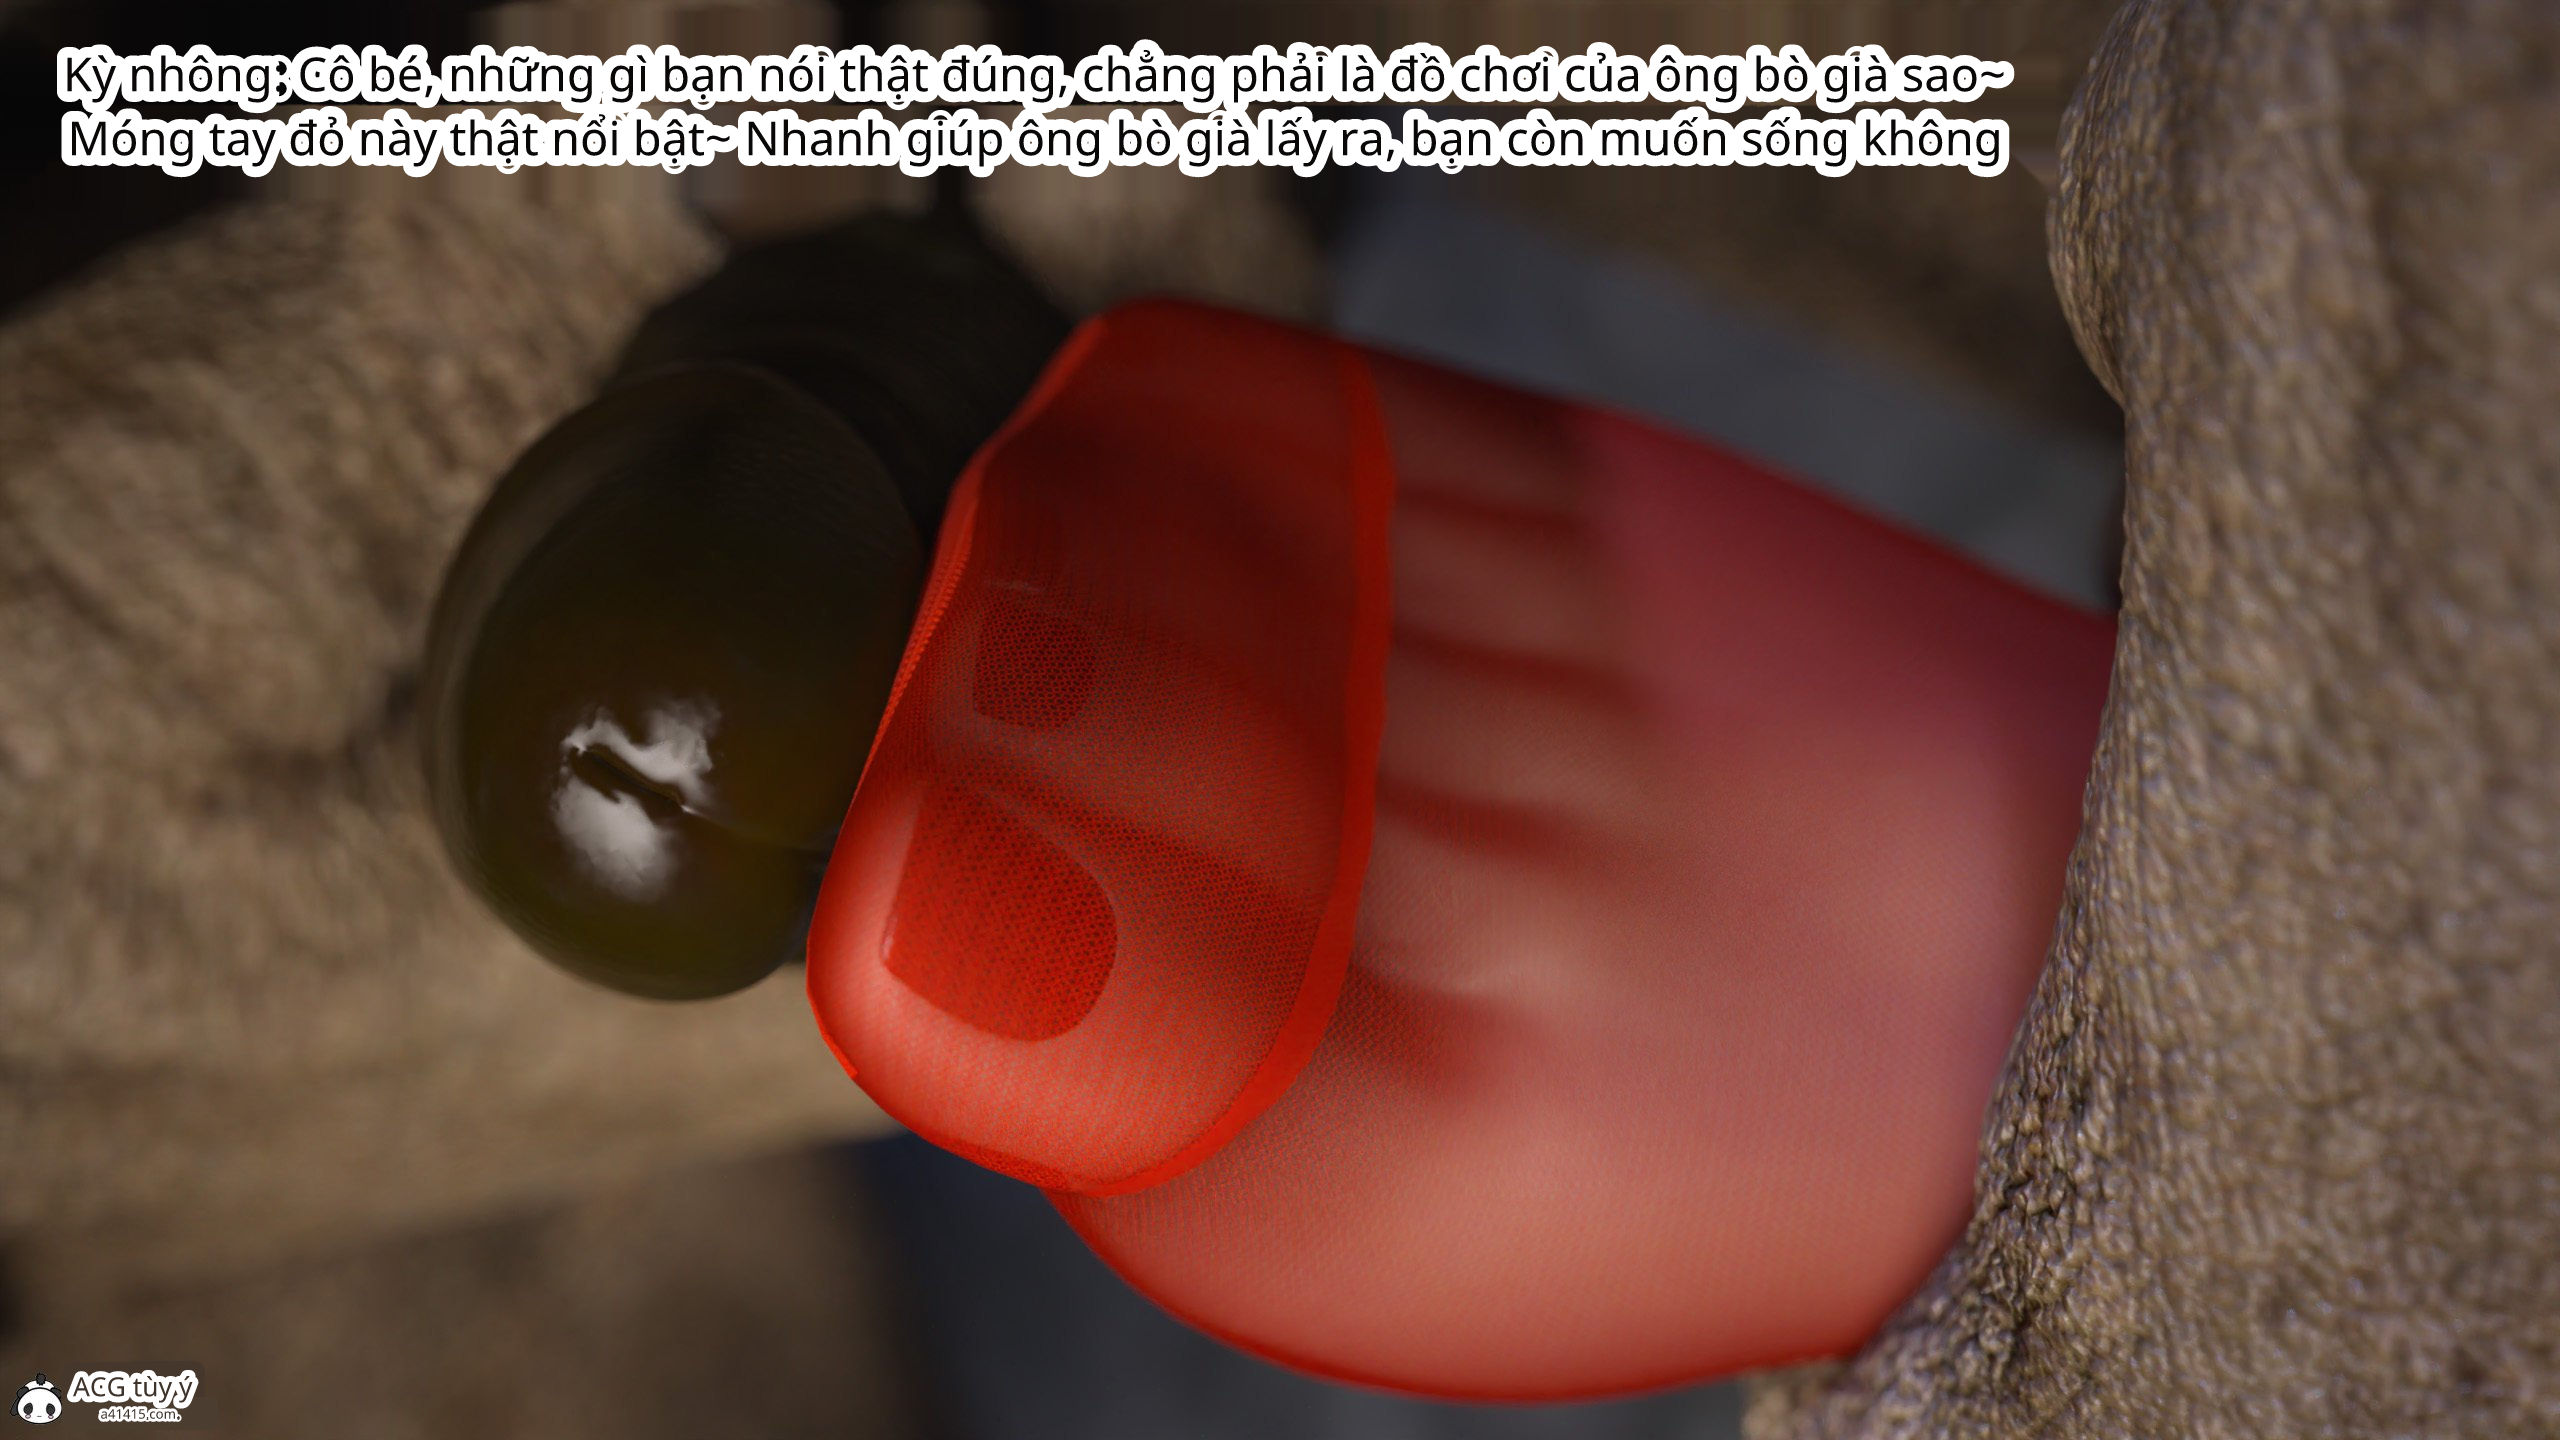 Kỳ nhông: Cô bé, những gì bạn nói thật đúng, chẳng phải là đồ chơi của ông bò già sao~
Móng tay đỏ này thật nổi bật~ Nhanh giúp ông bò già lấy ra, bạn còn muốn sống không
ACG tùy ý
a41415.com